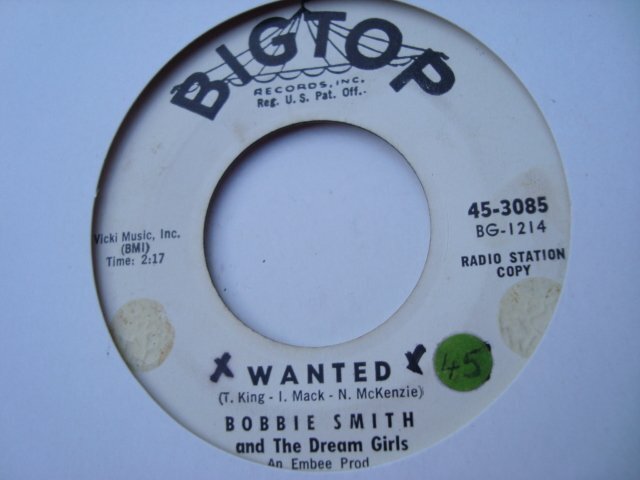 BIGTOP
RECORDS, INC.
Reg. U. S. Pat. Off.
45-3085
BG-1214
RADIO STATION
COPY
Vicki Music, Inc.
(BMI)
Time: 2:17
x WANTED x
45
(T. King - I. Mack - N. McKenzie)
BOBBIE SMITH
and The Dream Girls
An Embee Prod